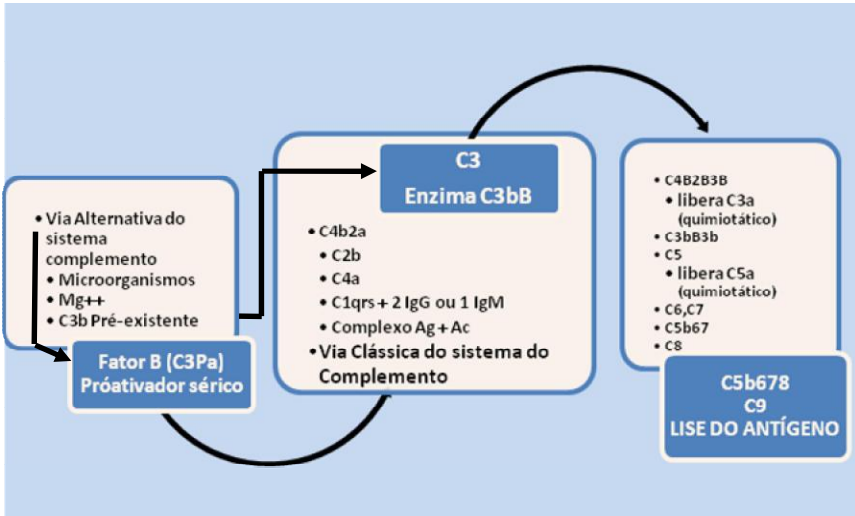 • Via Alternativa do
sistema
complemento
• Microorganismos
• Mg++
• C3b Pré-existente
Fator B (C3Pa)
Próativador sérico
C3
Enzima C3bB
• C4b2a
• C2b
• C4a
• C1qrs + 2 IgG ou 1 IgM
• Complexo Ag + Ac
• Via Clássica do sistema do
Complemento
• C4B2B3B
• libera C3a
(quimiotático)
• C3bB3b
• C5
• libera C5a
(quimiotático)
• C6,C7
• C5b67
• C8
C5b678
C9
LISE DO ANTÍGENO